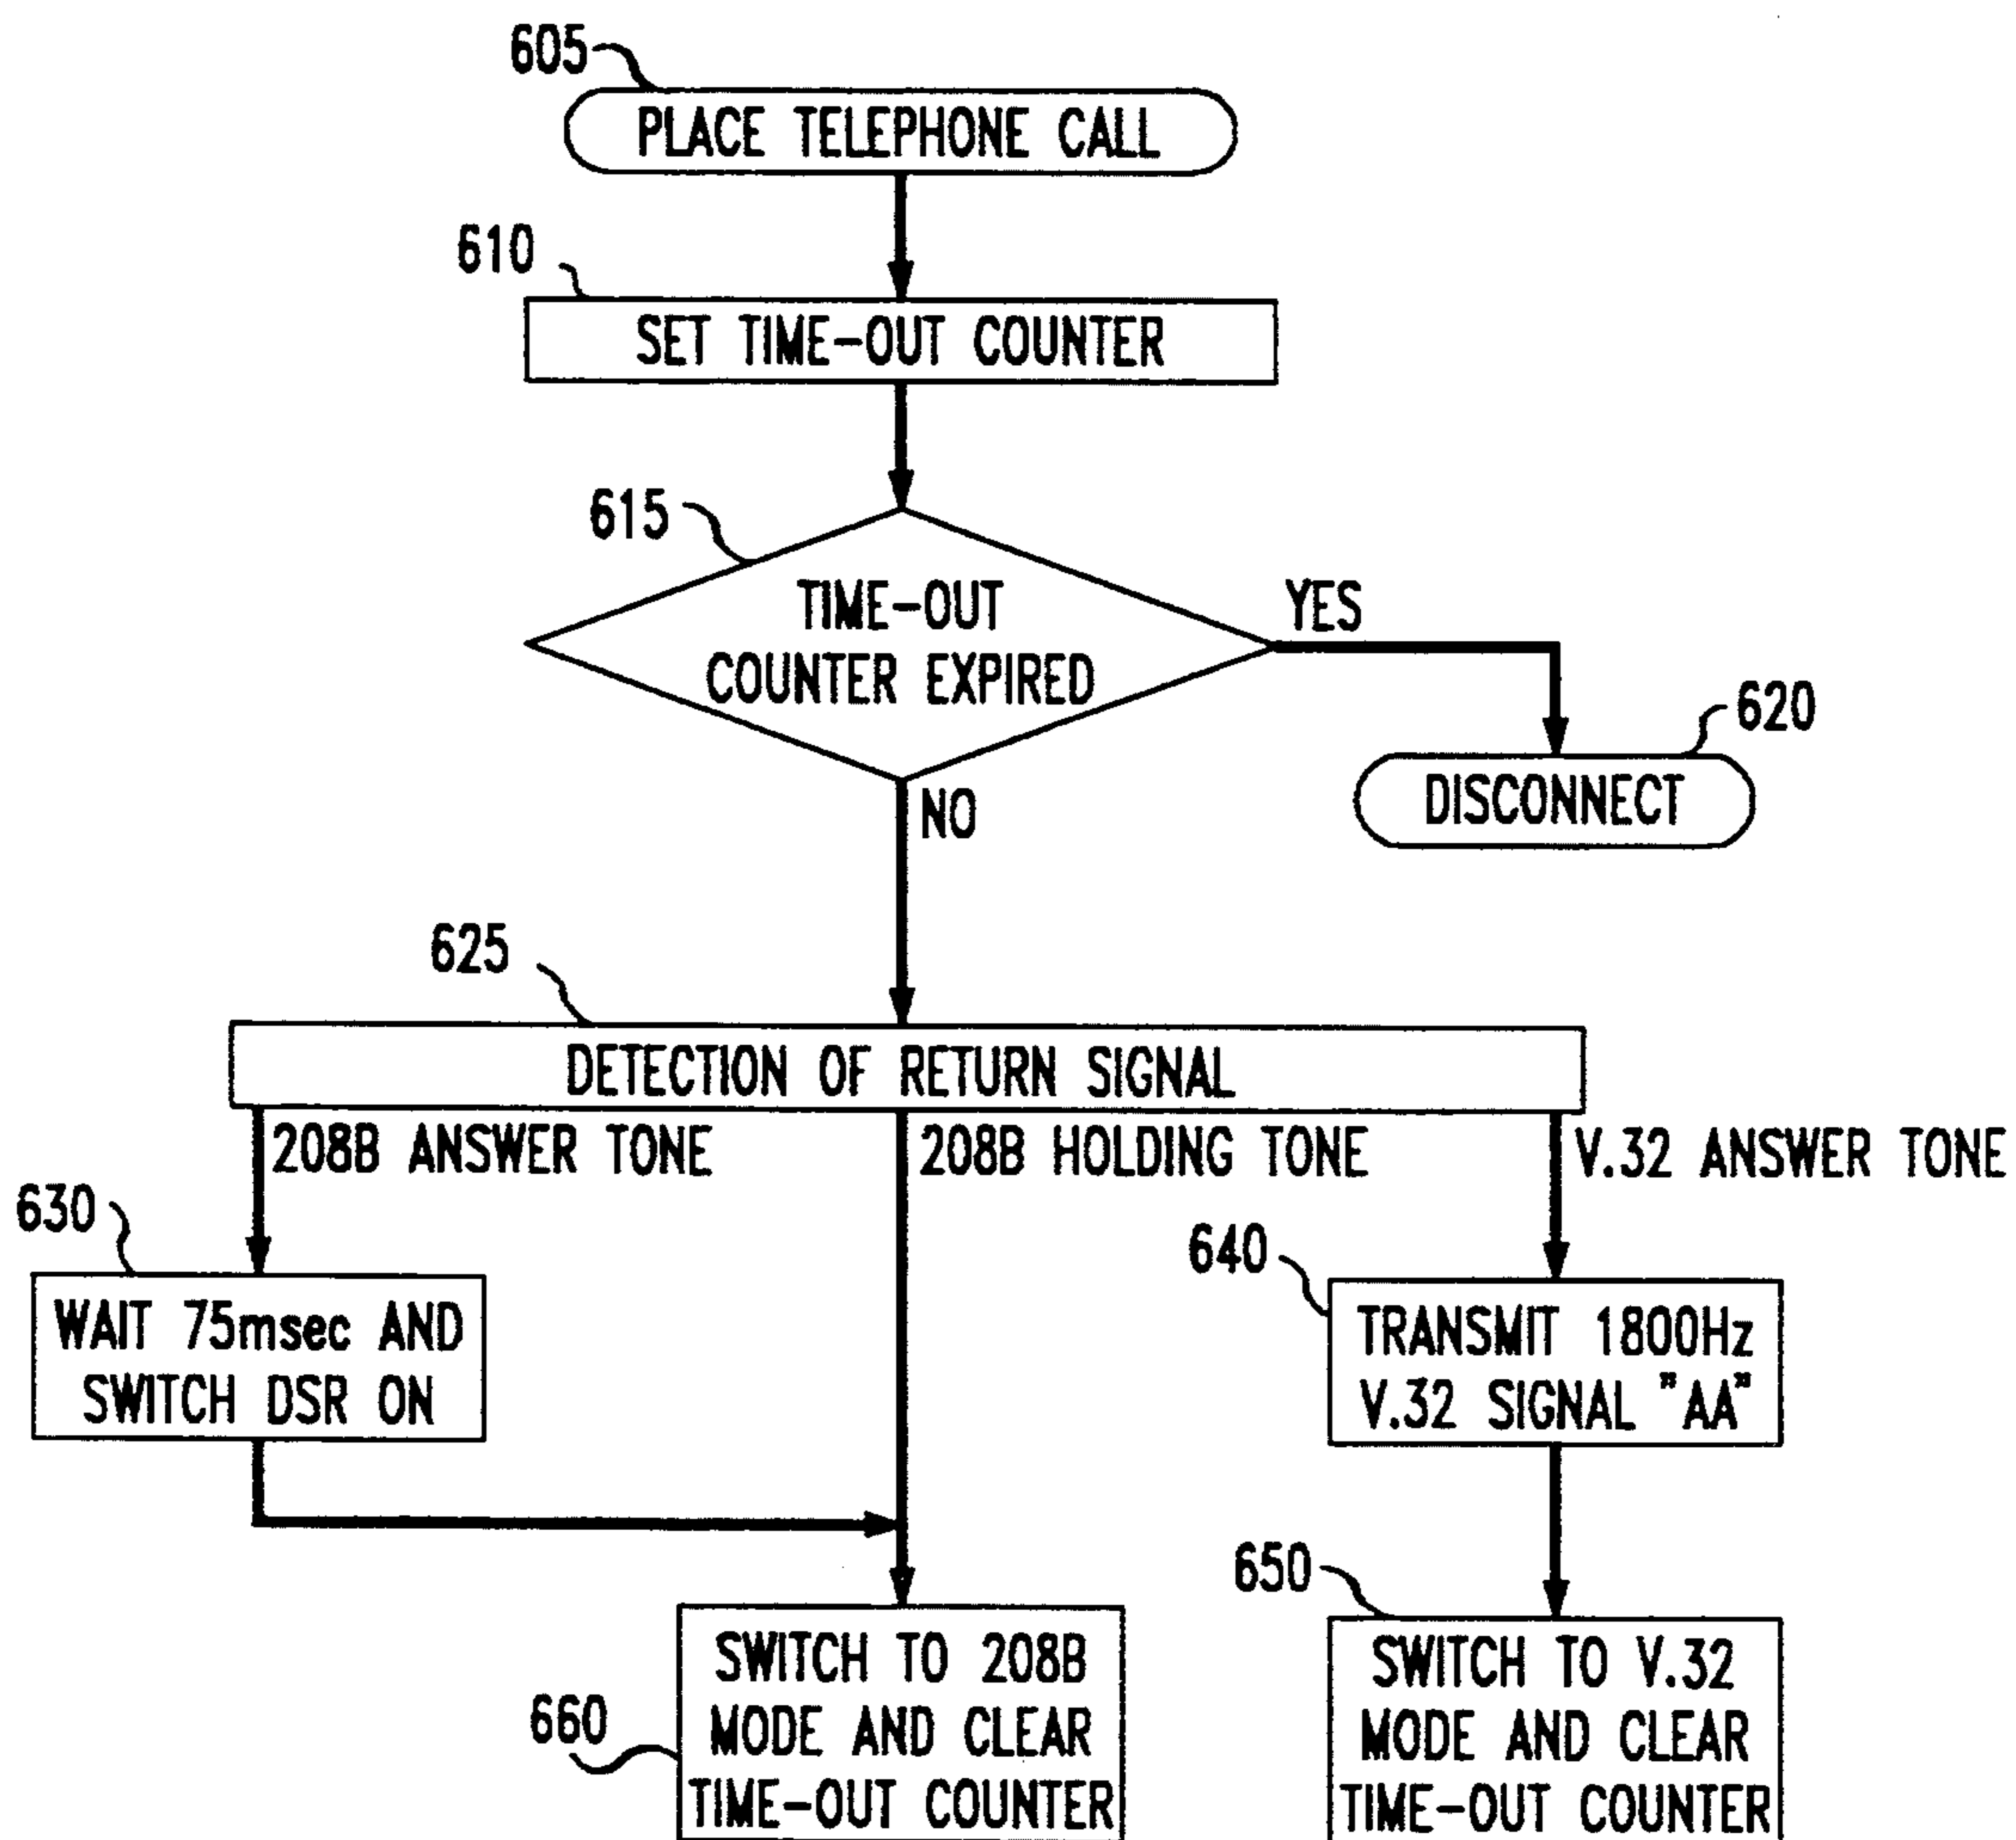 605
PLACE TELEPHONE CALL
610
SET TIME-OUT COUNTER
615
TIME-OUT
COUNTER EXPIRED
YES
620
DISCONNECT
NO
625
DETECTION OF RETURN SIGNAL
208B ANSWER TONE
208B HOLDING TONE
V.32 ANSWER TONE
630
WAIT 75msec AND
SWITCH DSR ON
640
TRANSMIT 1800Hz
V.32 SIGNAL "AA"
650
SWITCH TO V.32
MODE AND CLEAR
TIME-OUT COUNTER
660
SWITCH TO 208B
MODE AND CLEAR
TIME-OUT COUNTER